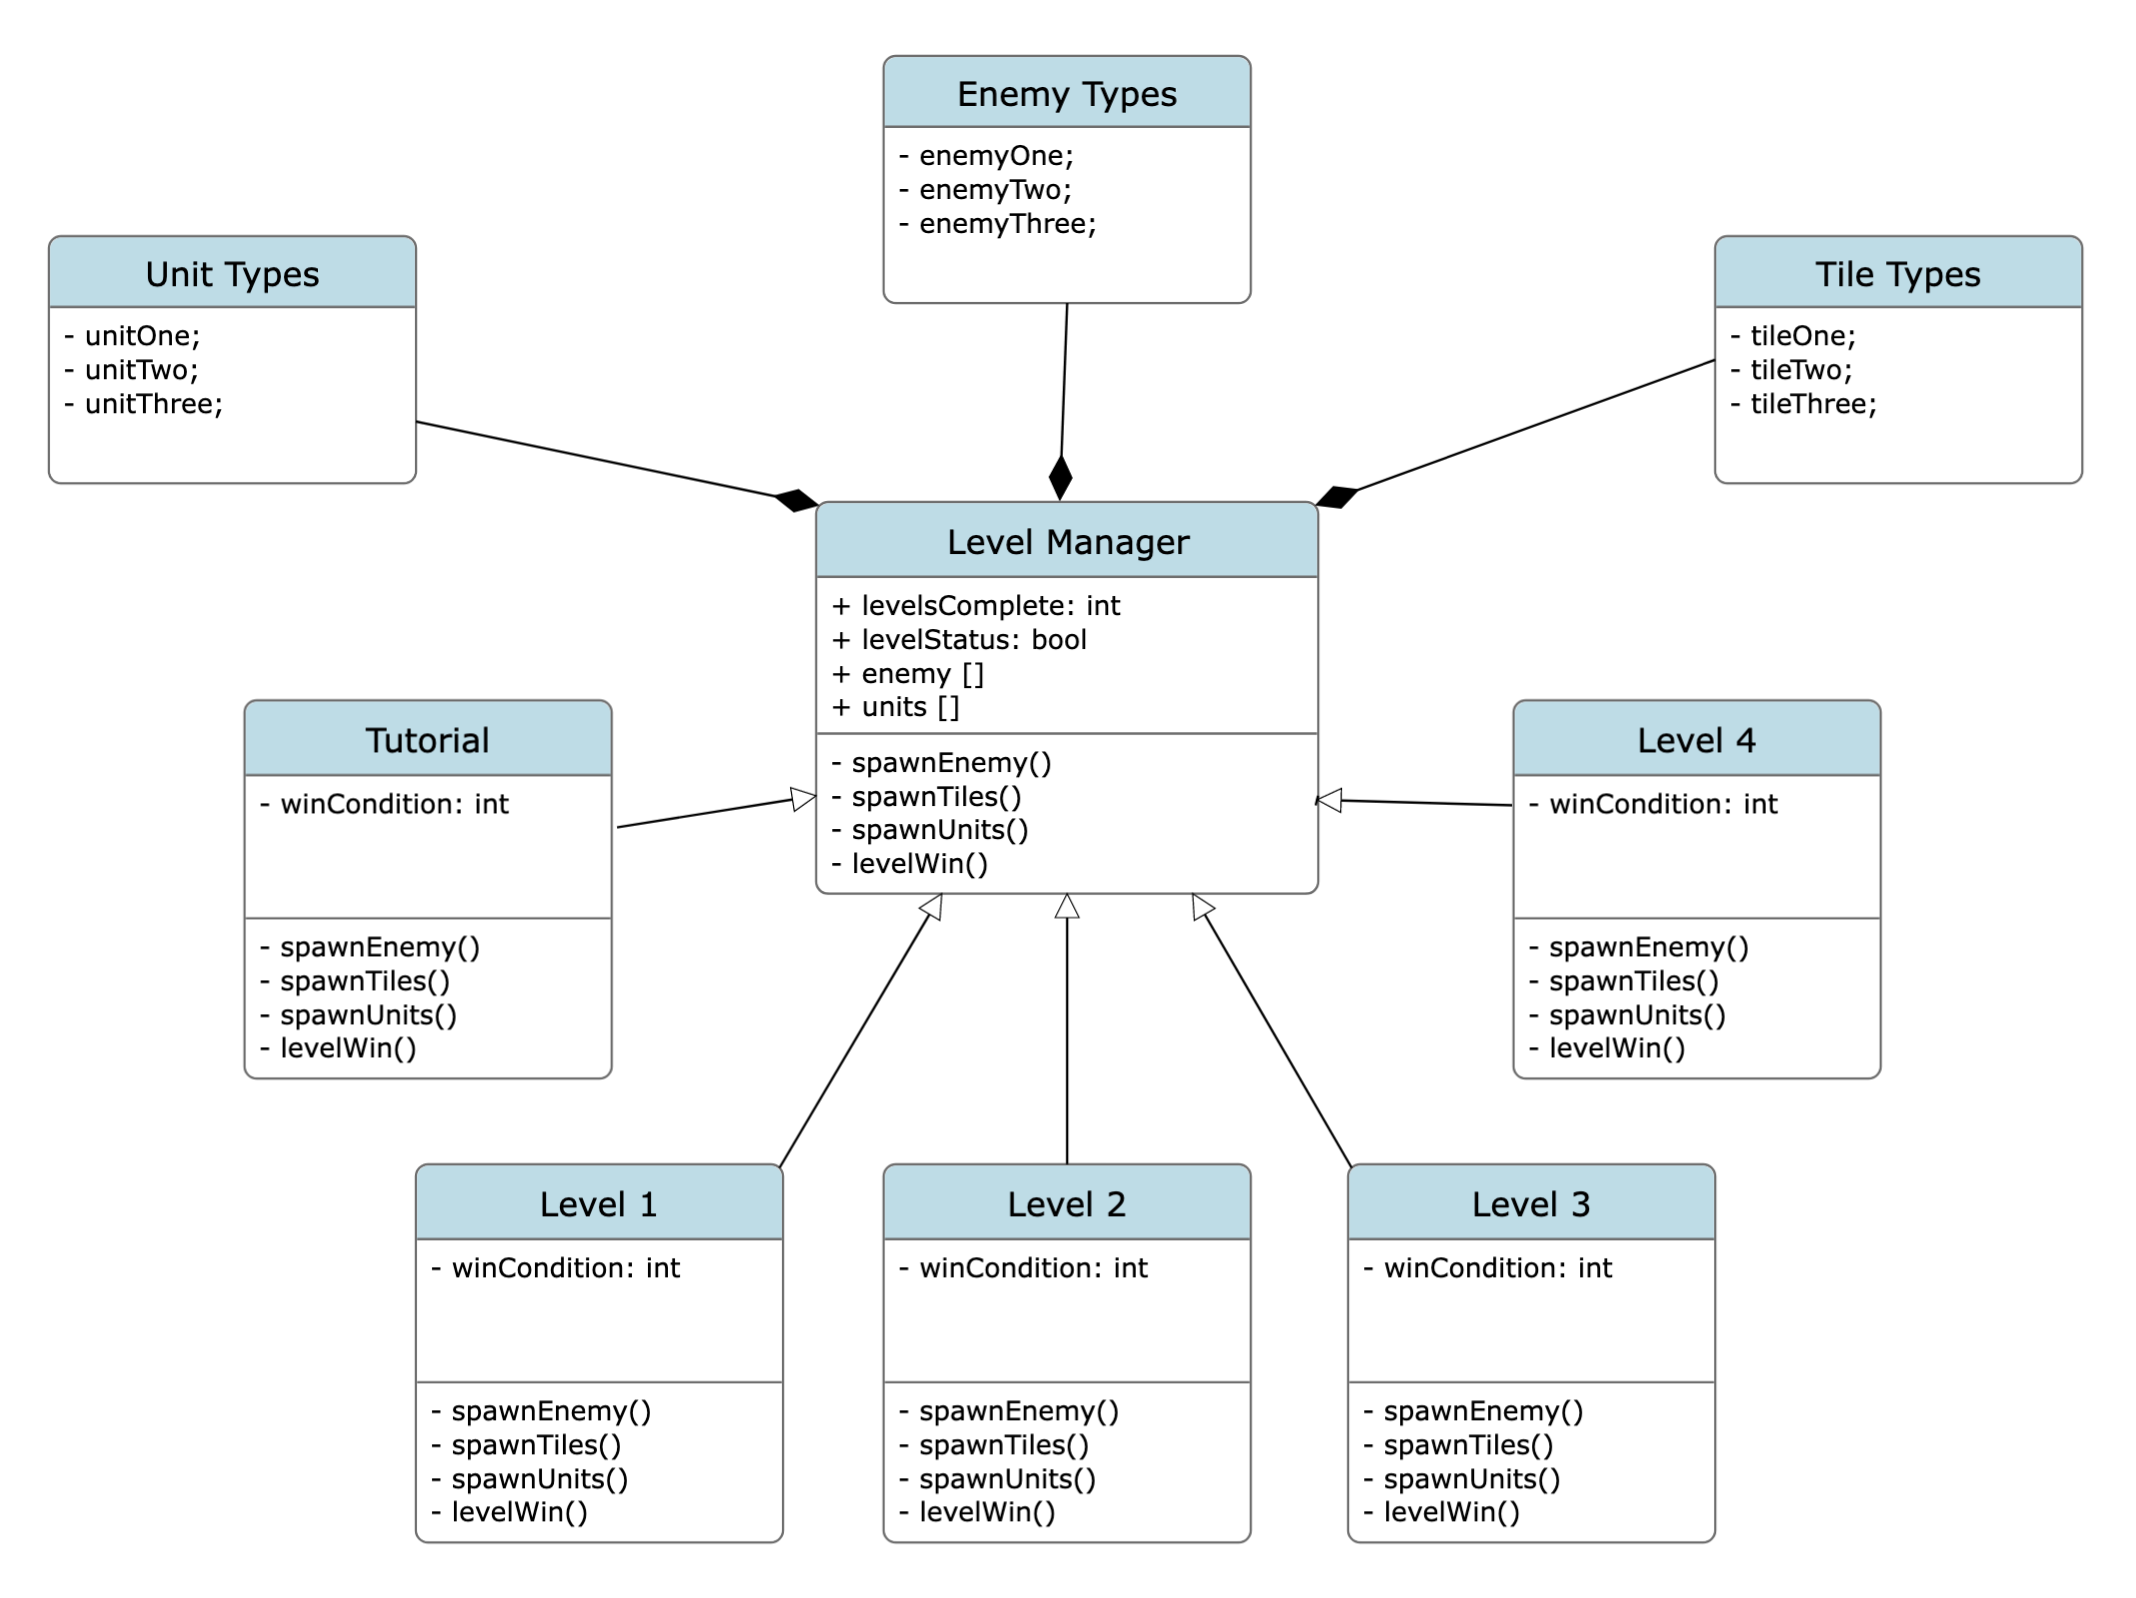 Enemy Types
- enemyOne;
- enemyTwo;
- enemyThree;
Unit Types
- unitOne;
- unitTwo;
- unitThree;
Tile Types
- tileOne;
- tileTwo;
- tileThree;
Level Manager
+ levelsComplete: int
+ levelStatus: bool
+ enemy []
+ units []
- spawnEnemy()
- spawnTiles()
- spawnUnits()
- levelWin()
Tutorial
- winCondition: int
- spawnEnemy()
- spawnTiles()
- spawnUnits()
- levelWin()
Level 4
- winCondition: int
- spawnEnemy()
- spawnTiles()
- spawnUnits()
- levelWin()
Level 1
- winCondition: int
- spawnEnemy()
- spawnTiles()
- spawnUnits()
- levelWin()
Level 2
- winCondition: int
- spawnEnemy()
- spawnTiles()
- spawnUnits()
- levelWin()
Level 3
- winCondition: int
- spawnEnemy()
- spawnTiles()
- spawnUnits()
- levelWin()